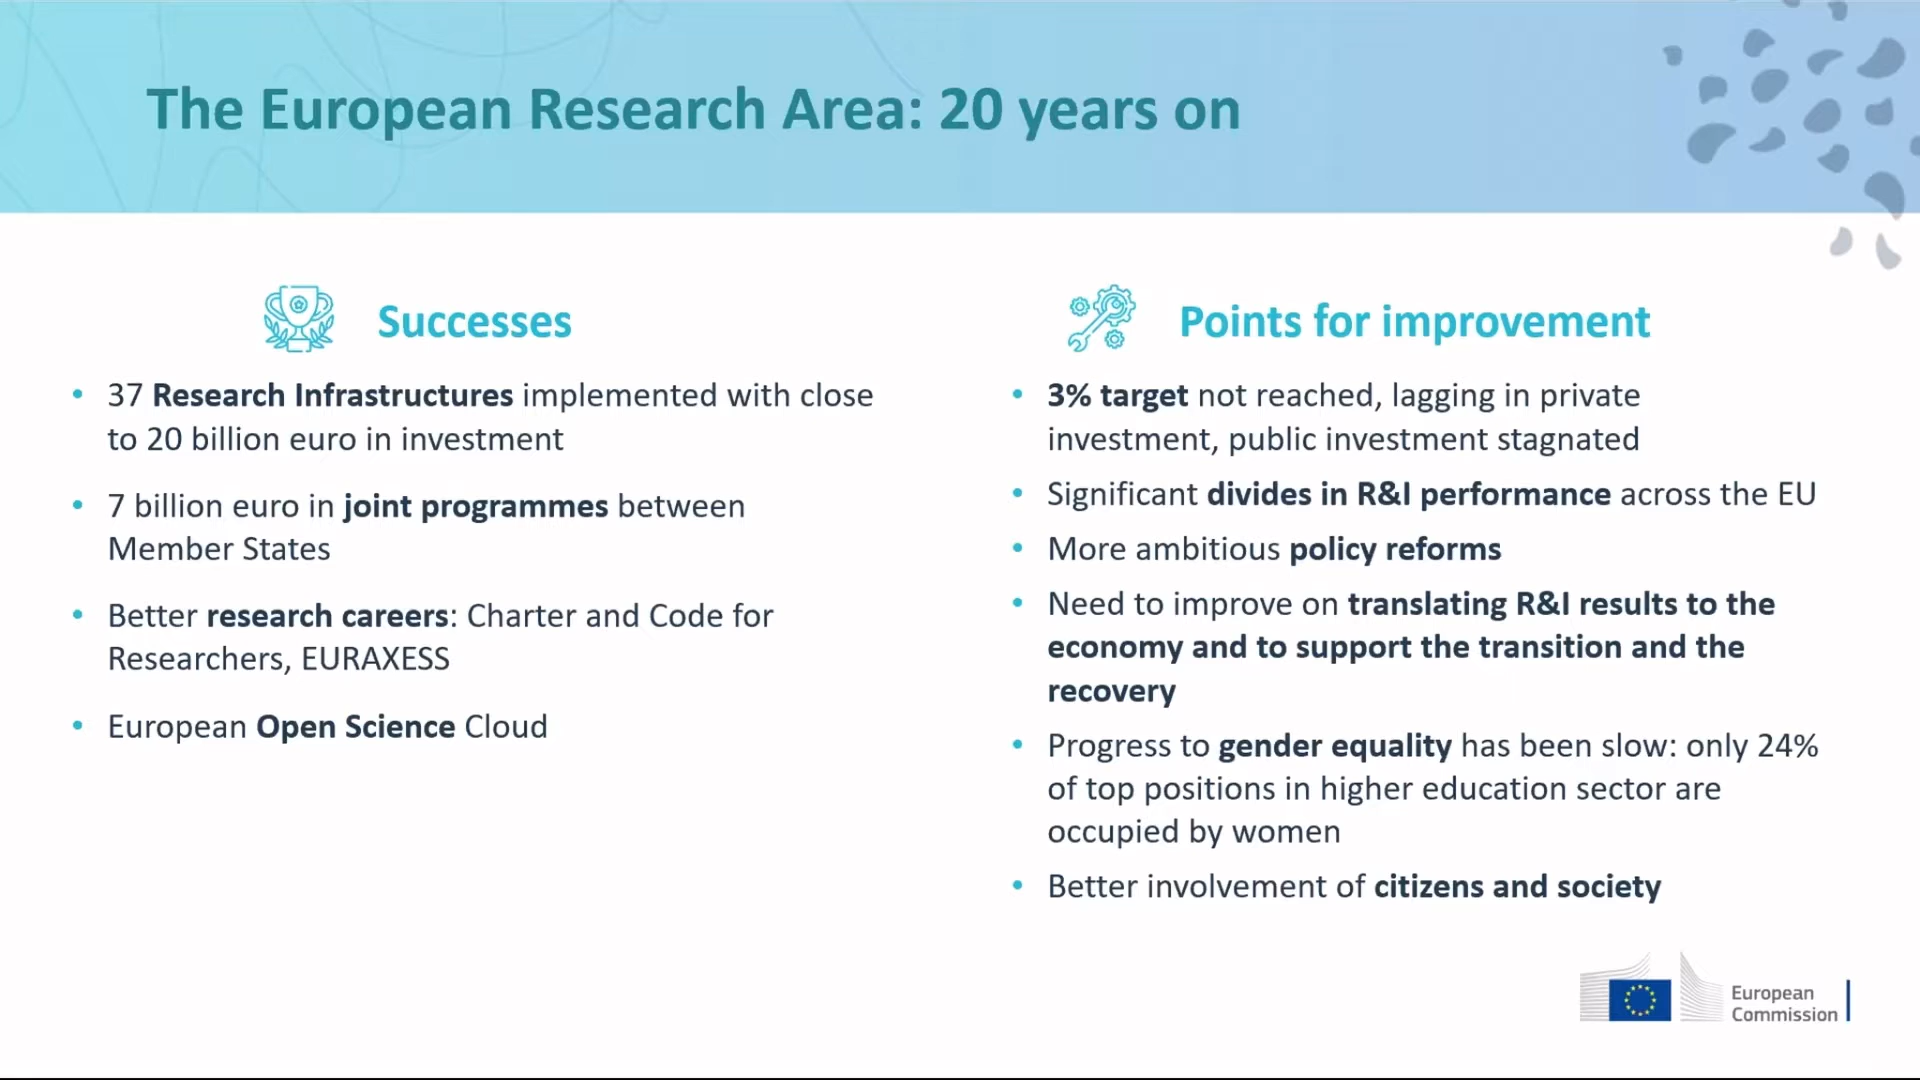 The European Research Area: 20 years on
Successes
• 37 Research Infrastructures implemented with close
to 20 billion euro in investment
• 7 billion euro in joint programmes between
Member States
• Better research careers: Charter and Code for
Researchers, EURAXESS
• European Open Science Cloud
Points for improvement
• 3% target not reached, lagging in private
investment, public investment stagnated
• Significant divides in R&I performance across the EU
• More ambitious policy reforms
• Need to improve on translating R&I results to the
economy and to support the transition and the
recovery
• Progress to gender equality has been slow: only 24%
of top positions in higher education sector are
occupied by women
• Better involvement of citizens and society
European
Commission